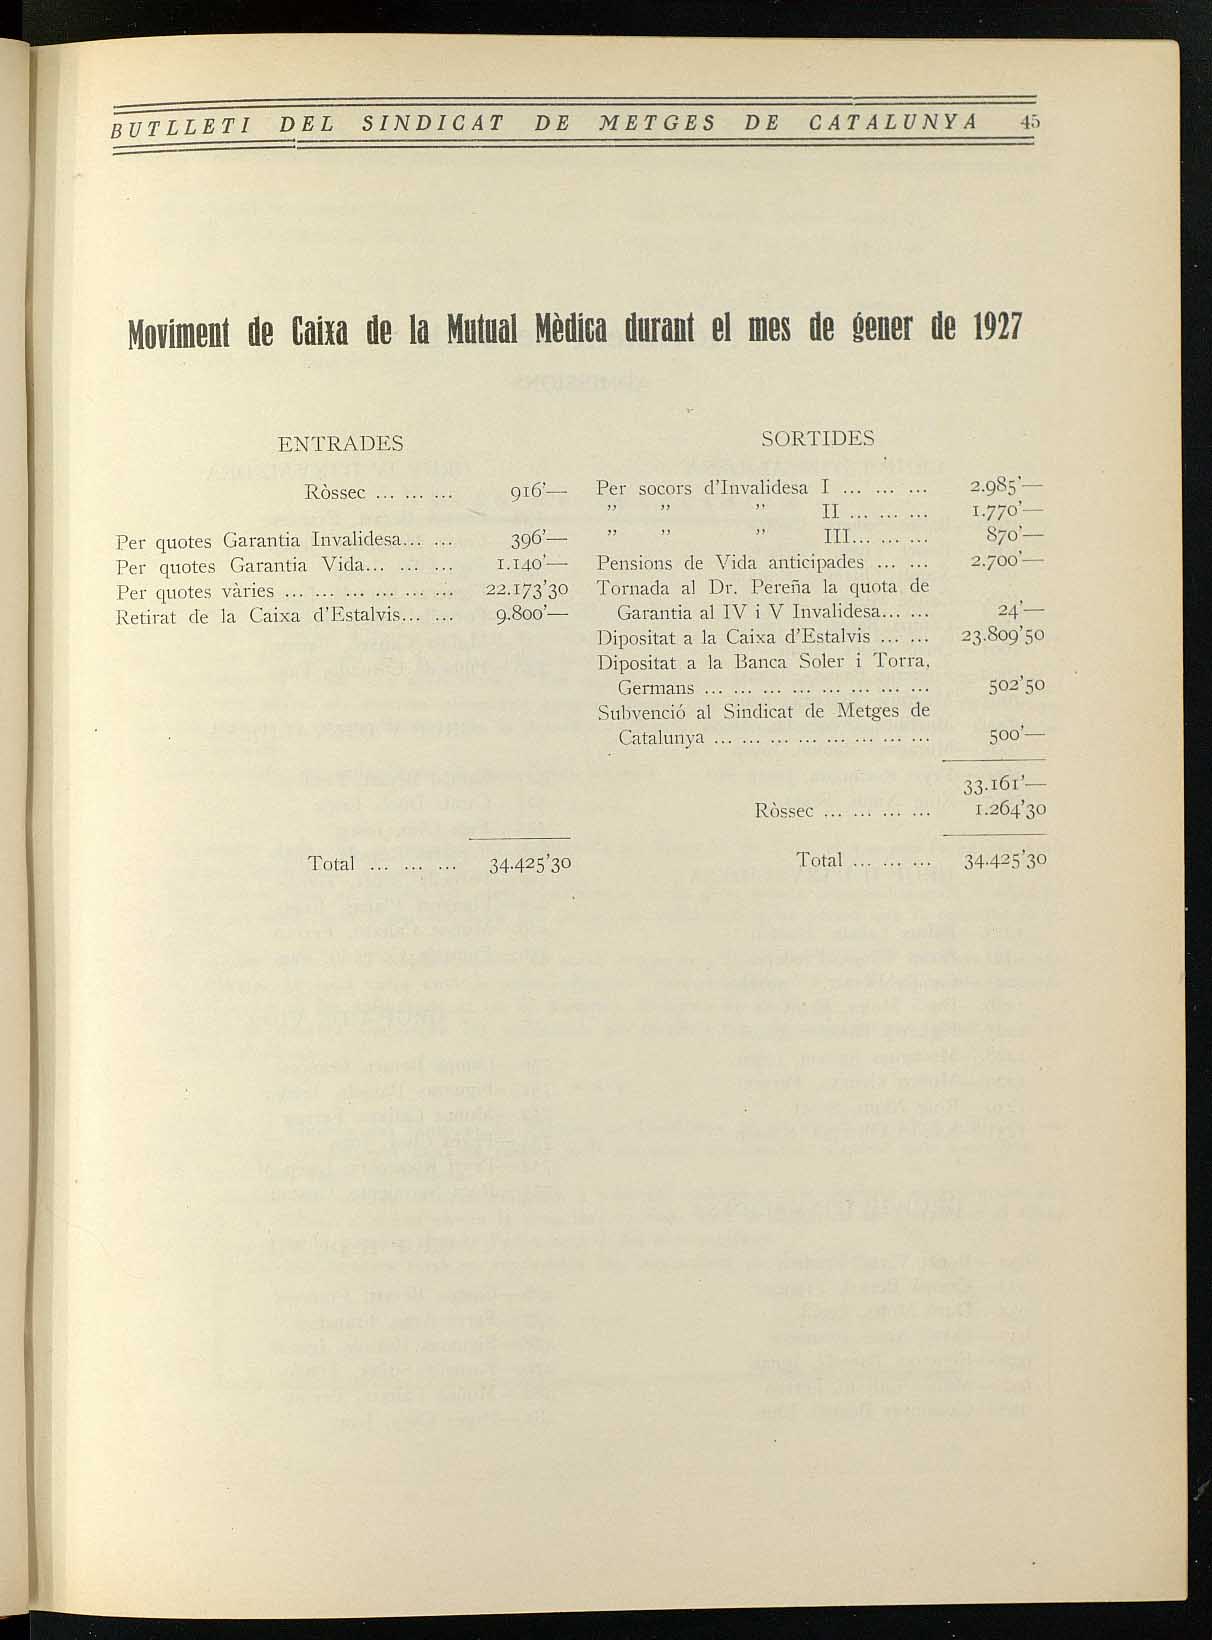 BUTLLETI DEL SINDICAT DE METGES DE CATALUNYA 45
Moviment de Caixa de la Mutual Mèdica durant el mes de gener de 1927
ENTRADES
Ròssec ... ... ... 916’—
Per quotes Garantia Invalidesa... ... 396’—
Per quotes Garantia Vida... ... ... 1.140’—
Per quotes vàries ... ... ... ... ... ... 22.173’30
Retirat de la Caixa d’Estalvis... ... 9.800’—
Total ... ... ... 34.425’30
SORTIDES
Per socors d’Invalidesa I ... ... ... 2.985’—
” ” ” II ... ... ... 1.770’—
” ” ” III... ... ... 870’—
Pensions de Vida anticipades ... ... 2.700’—
Tornada al Dr. Pereña la quota de
Garantia al IV i V Invalidesa... ... 24’—
Dipositat a la Caixa d’Estalvis ... ... 23.809’50
Dipositat a la Banca Soler i Torra,
Germans ... ... ... ... ... ... ... ... 502’50
Subvenció al Sindicat de Metges de
Catalunya ... ... ... ... ... ... ... ... 500’—
33.161’—
Ròssec ... ... ... ... 1.264’30
Total ... ... ... 34.425’30